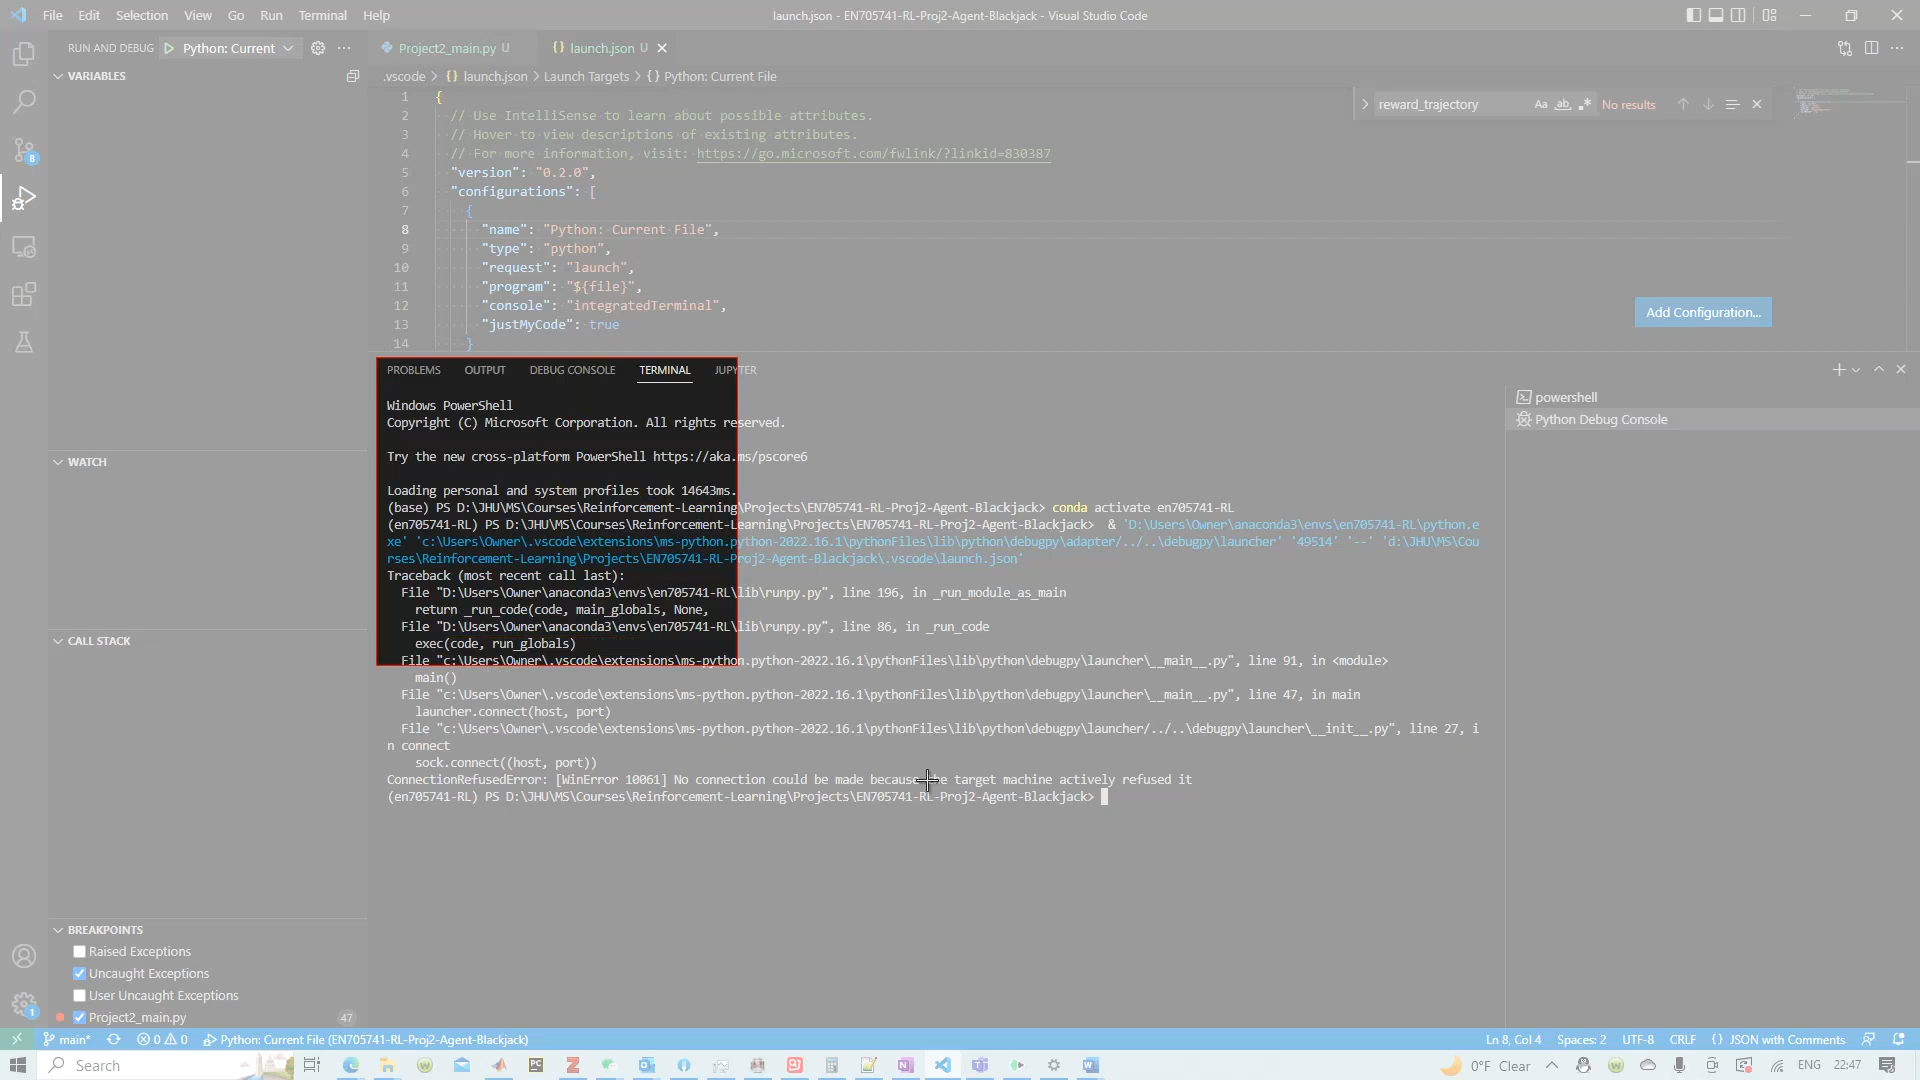 File Edit Selection View Go Run Terminal Help
launch.json - EN705741-RL-Proj2-Agent-Blackjack - Visual Studio Code
RUN AND DEBUG Python: Current
Project2_main.py U
{} launch.json U
VARIABLES
.vscode > {} launch.json > Launch Targets > {} Python: Current File
reward_trajectory Aa ab .* No results
1 {
2 // Use IntelliSense to learn about possible attributes.
3 // Hover to view descriptions of existing attributes.
4 // For more information, visit: https://go.microsoft.com/fwlink/?linkid=830387
5 "version": "0.2.0",
6 "configurations": [
7 {
8 "name": "Python: Current File",
9 "type": "python",
10 "request": "launch",
11 "program": "${file}",
12 "console": "integratedTerminal",
13 "justMyCode": true
14 }
Add Configuration...
8
PROBLEMS OUTPUT DEBUG CONSOLE TERMINAL JUPYTER
powershell
Python Debug Console
Windows PowerShell
Copyright (C) Microsoft Corporation. All rights reserved.
Try the new cross-platform PowerShell https://aka.ms/pscore6
Loading personal and system profiles took 14643ms.
(base) PS D:\JHU\MS\Courses\Reinforcement-Learning\Projects\EN705741-RL-Proj2-Agent-Blackjack> conda activate en705741-RL
(en705741-RL) PS D:\JHU\MS\Courses\Reinforcement-Learning\Projects\EN705741-RL-Proj2-Agent-Blackjack> & 'D:\Users\Owner\anaconda3\envs\en705741-RL\python.e
xe' 'c:\Users\Owner\.vscode\extensions\ms-python.python-2022.16.1\pythonFiles\lib\python\debugpy\adapter/../..\debugpy\launcher' '49514' '--' 'd:\JHU\MS\Cou
rses\Reinforcement-Learning\Projects\EN705741-RL-Proj2-Agent-Blackjack\.vscode\launch.json'
Traceback (most recent call last):
File "D:\Users\Owner\anaconda3\envs\en705741-RL\lib\runpy.py", line 196, in _run_module_as_main
return _run_code(code, main_globals, None,
File "D:\Users\Owner\anaconda3\envs\en705741-RL\lib\runpy.py", line 86, in _run_code
exec(code, run_globals)
File "c:\Users\Owner\.vscode\extensions\ms-python.python-2022.16.1\pythonFiles\lib\python\debugpy\launcher\__main__.py", line 91, in <module>
main()
File "c:\Users\Owner\.vscode\extensions\ms-python.python-2022.16.1\pythonFiles\lib\python\debugpy\launcher\__main__.py", line 47, in main
launcher.connect(host, port)
File "c:\Users\Owner\.vscode\extensions\ms-python.python-2022.16.1\pythonFiles\lib\python\debugpy\launcher/../..\debugpy\launcher\__init__.py", line 27, i
n connect
sock.connect((host, port))
ConnectionRefusedError: [WinError 10061] No connection could be made because target machine actively refused it
(en705741-RL) PS D:\JHU\MS\Courses\Reinforcement-Learning\Projects\EN705741-RL-Proj2-Agent-Blackjack>
WATCH
CALL STACK
BREAKPOINTS
Raised Exceptions
Uncaught Exceptions
User Uncaught Exceptions
Project2_main.py 47
1
main* 0 0 Python: Current File (EN705741-RL-Proj2-Agent-Blackjack)
Ln 8, Col 4 Spaces: 2 UTF-8 CRLF {} JSON with Comments
Search
0°F Clear ENG 22:47